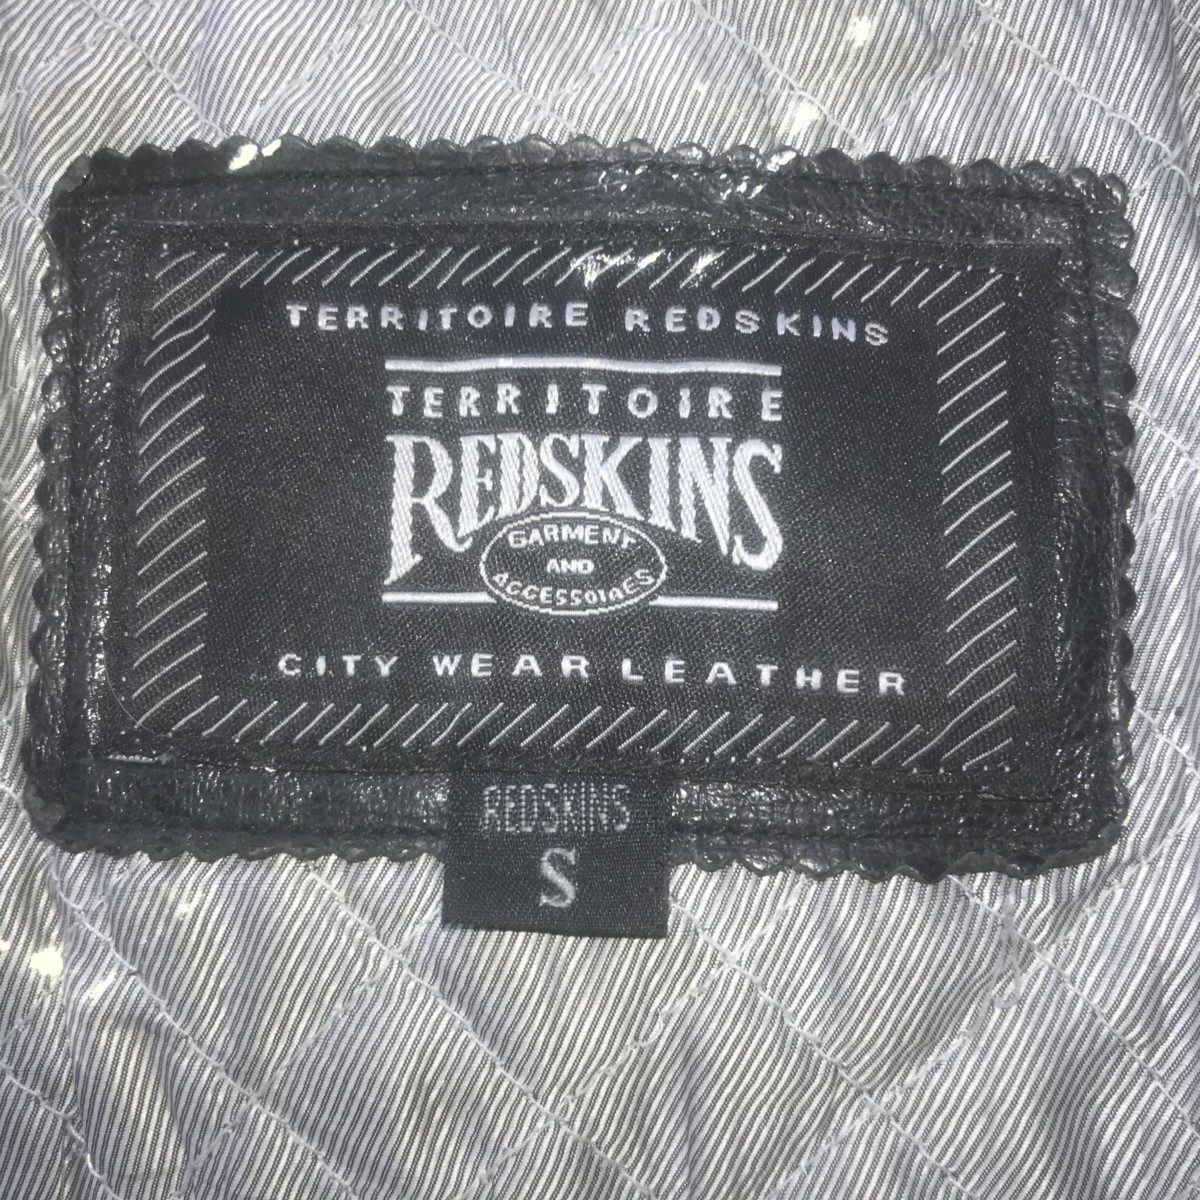 TERRITOIRE REDSKINS
TERRITOIRE
REDSKINS
GARMENT
AND
ACCESSOIRES
CITY WEAR LEATHER
REDSKINS
S